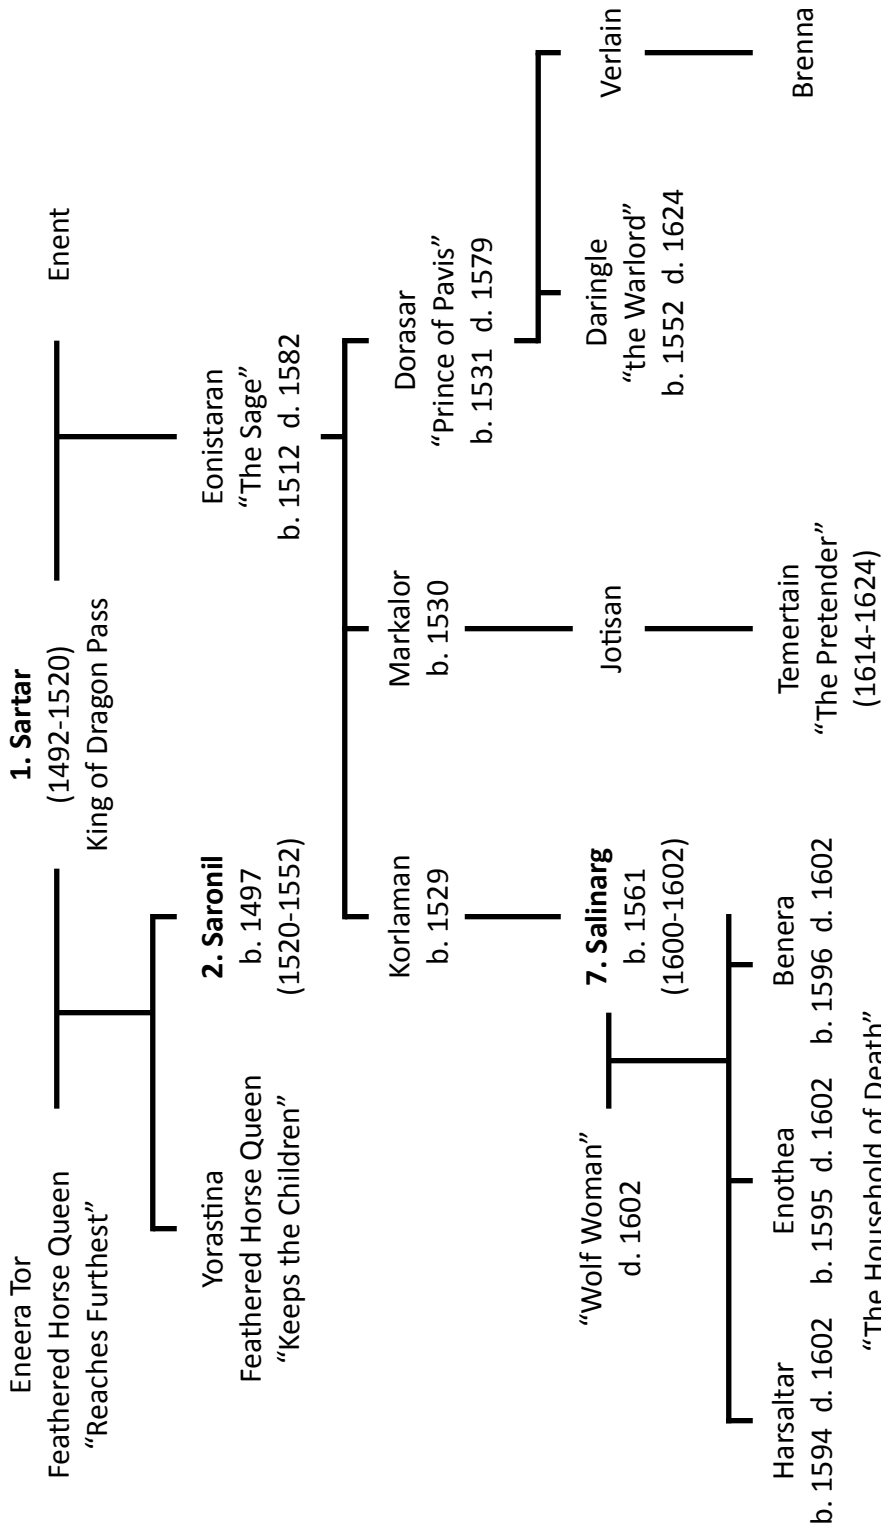 Eneera Tor
Feathered Horse Queen
“Reaches Furthest”
1. Sartar
(1492-1520)
King of Dragon Pass
Enent
Yorastina
Feathered Horse Queen
“Keeps the Children”
2. Saronil
b. 1497
(1520-1552)
Eonistaran
“The Sage”
b. 1512 d. 1582
Korlaman
b. 1529
Markalor
b. 1530
Dorasar
“Prince of Pavis”
b. 1531 d. 1579
“Wolf Woman”
d. 1602
7. Salinarg
b. 1561
(1600-1602)
Jotisan
Daringle
“the Warlord”
b. 1552 d. 1624
Verlain
Harsaltar
b. 1594 d. 1602
Enothea
b. 1595 d. 1602
Benera
b. 1596 d. 1602
Temertain
“The Pretender”
(1614-1624)
Brenna
“The Household of Death”